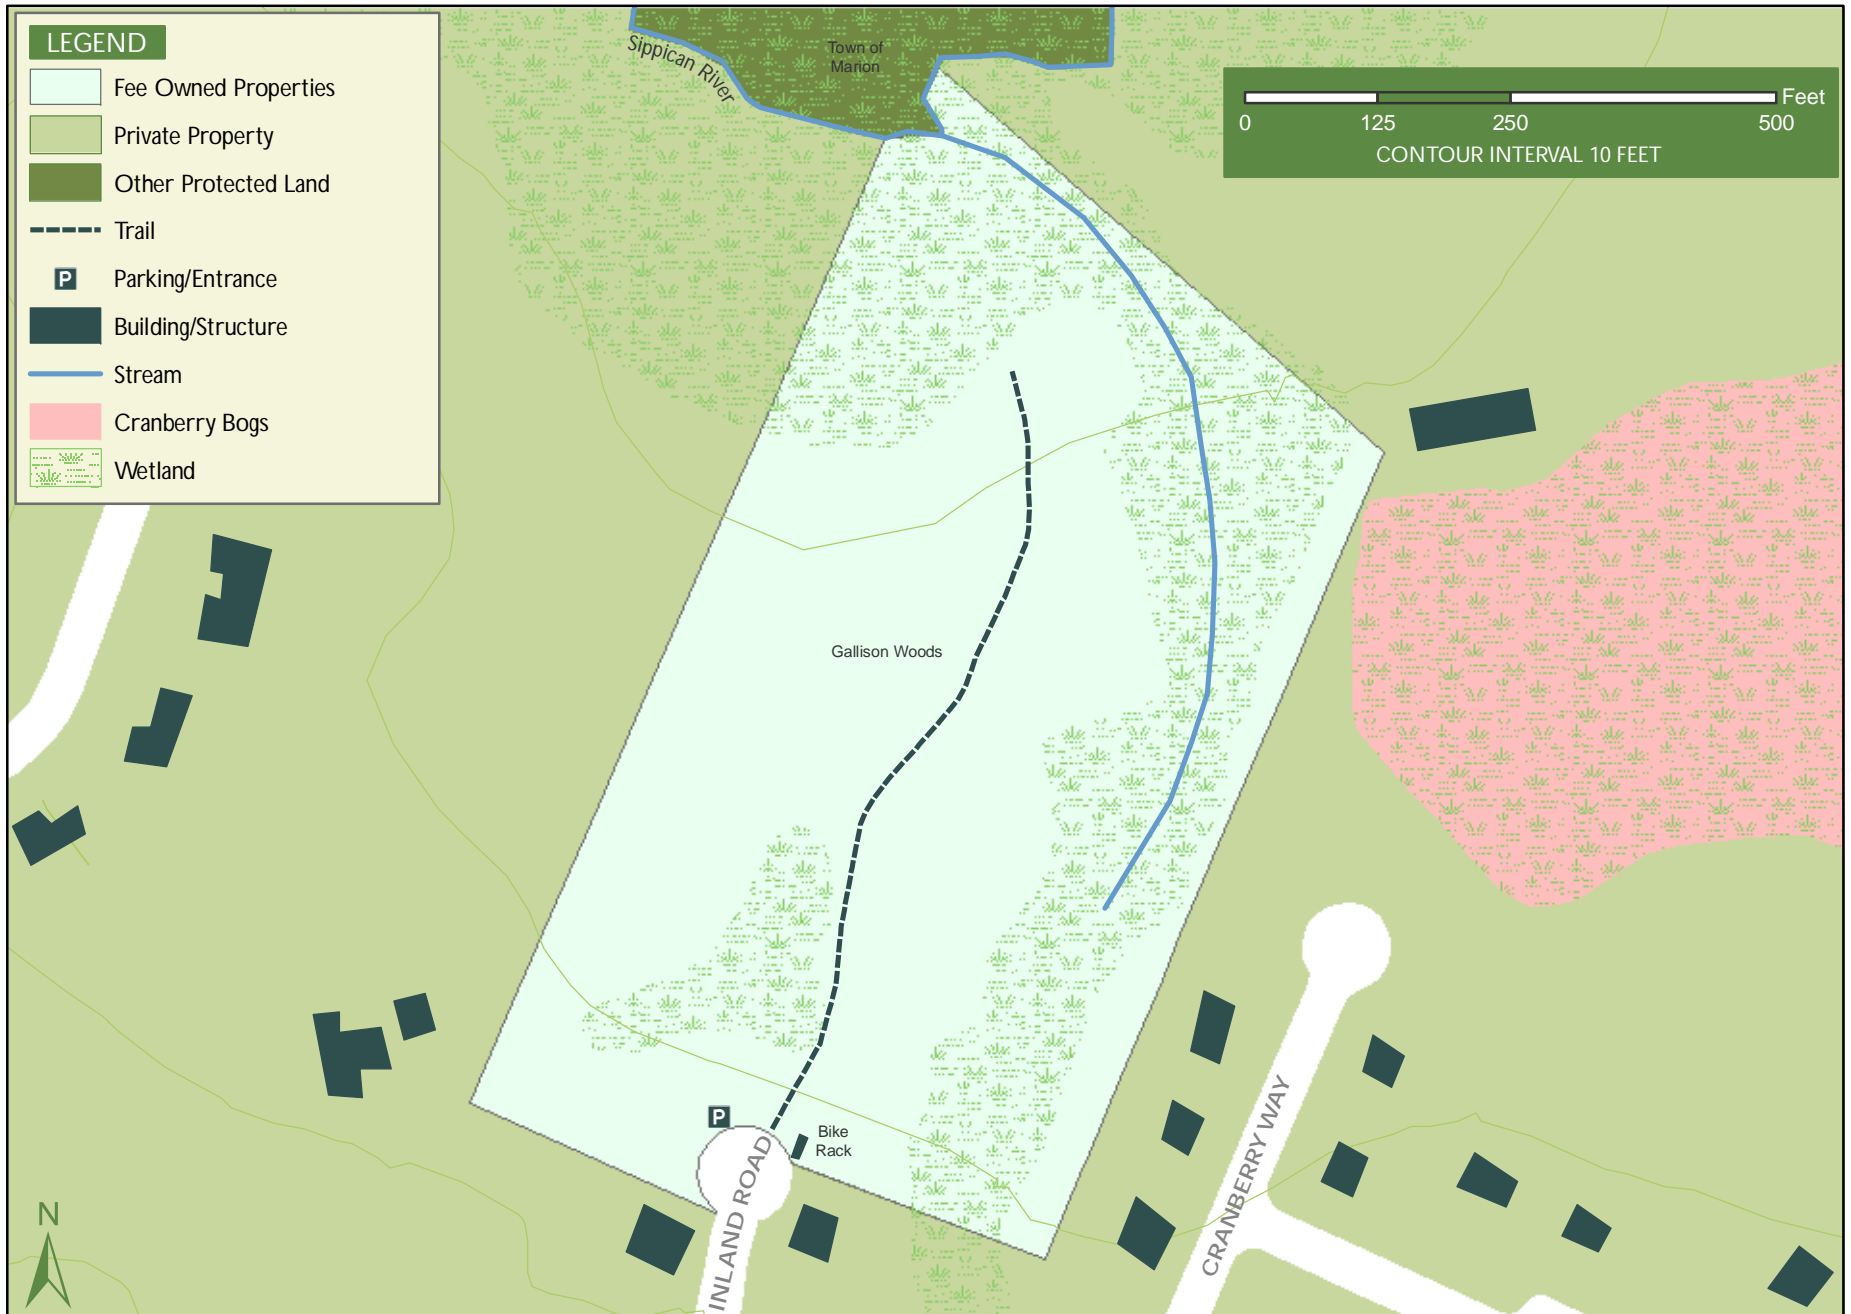 LEGEND
Fee Owned Properties
Private Property
Other Protected Land
Trail
P Parking/Entrance
Building/Structure
Stream
Cranberry Bogs
Wetland
Sippican River
Town of
Marion
Feet
0 125 250 500
CONTOUR INTERVAL 10 FEET
Gallison Woods
P
Bike
Rack
INLAND ROAD
CRANBERRY WAY
N